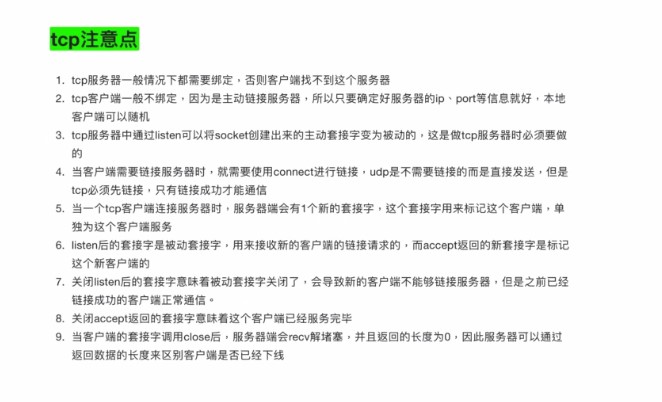 tcp注意点
1. tcp服务器一般情况下都需要绑定，否则客户端找不到这个服务器
2. tcp客户端一般不绑定，因为是主动链接服务器，所以只要确定好服务器的ip、port等信息就好，本地
客户端可以随机
3. tcp服务器中通过listen可以将socket创建出来的主动套接字变为被动的，这是做tcp服务器时必须要做
的
4. 当客户端需要链接服务器时，就需要使用connect进行链接，udp是不需要链接的而是直接发送，但是
tcp必须先链接，只有链接成功才能通信
5. 当一个tcp客户端连接服务器时，服务器端会有1个新的套接字，这个套接字用来标记这个客户端，单
独为这个客户端服务
6. listen后的套接字是被动套接字，用来接收新的客户端的链接请求的，而accept返回的新套接字是标记
这个新客户端的
7. 关闭listen后的套接字意味着被动套接字关闭了，会导致新的客户端不能够链接服务器，但是之前已经
链接成功的客户端正常通信。
8. 关闭accept返回的套接字意味着这个客户端已经服务完毕
9. 当客户端的套接字调用close后，服务器端会recv解堵塞，并且返回的长度为0，因此服务器可以通过
返回数据的长度来区别客户端是否已经下线